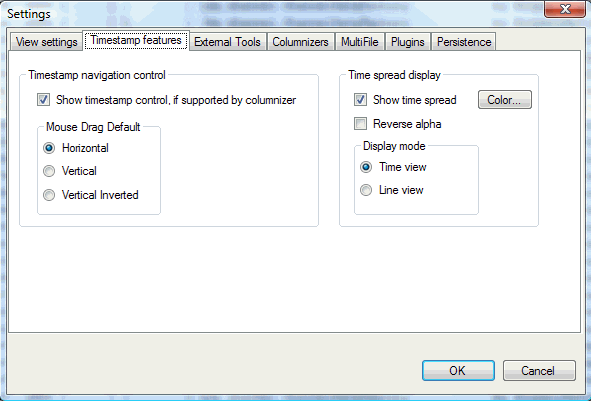 Settings
View settings Timestamp features External Tools Columnizers MultiFile Plugins Persistence
Timestamp navigation control
Show timestamp control, if supported by columnizer
Mouse Drag Default
Horizontal
Vertical
Vertical Inverted
Time spread display
Show time spread Color...
Reverse alpha
Display mode
Time view
Line view
OK Cancel